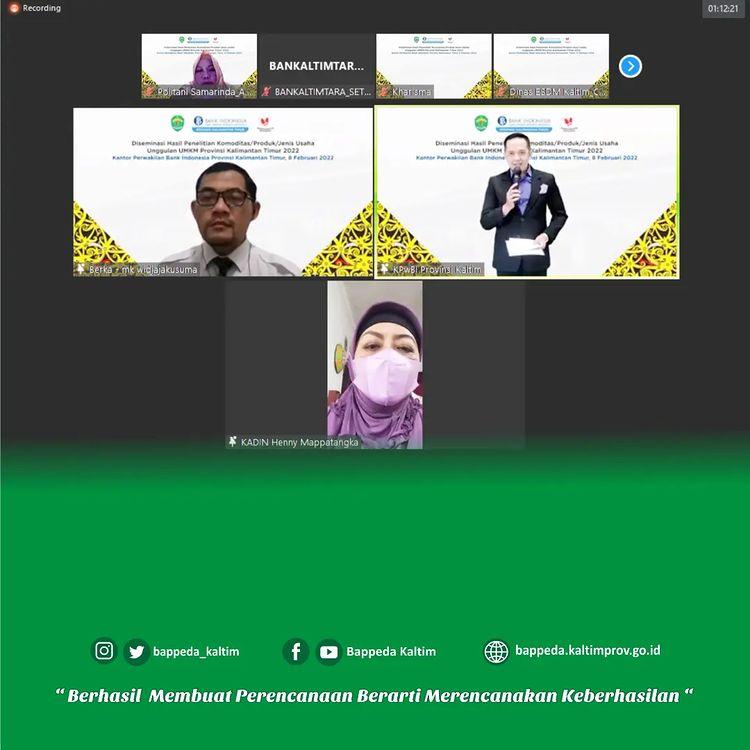 Recording
01:12:21
Politani Samarinda_A...
BANKALTIMTAR...
BANKALTIMTARA_SET...
Kharisma
Dinas ESDM Kaltim_C...
BANK INDONESIA
Diseminasi Hasil Penelitian Komoditas/Produk/Jenis Usaha
Unggulan UMKM Provinsi Kalimantan Timur 2022
Kantor Perwakilan Bank Indonesia Provinsi Kalimantan Timur, 8 Februari 2022
Berka - mk widjajakusuma
BANK INDONESIA
Diseminasi Hasil Penelitian Komoditas/Produk/Jenis Usaha
Unggulan UMKM P Kalimantan Timur 2022
Kantor Perwakilan Bank Indone Kalimantan Timur, 8 Februari 2022
KPwBI Provinsi Kaltim
KADIN Henny Mappatangka
bappeda_kaltim
Bappeda Kaltim
bappeda.kaltimprov.go.id
“ Berhasil Membuat Perencanaan Berarti Merencanakan Keberhasilan “